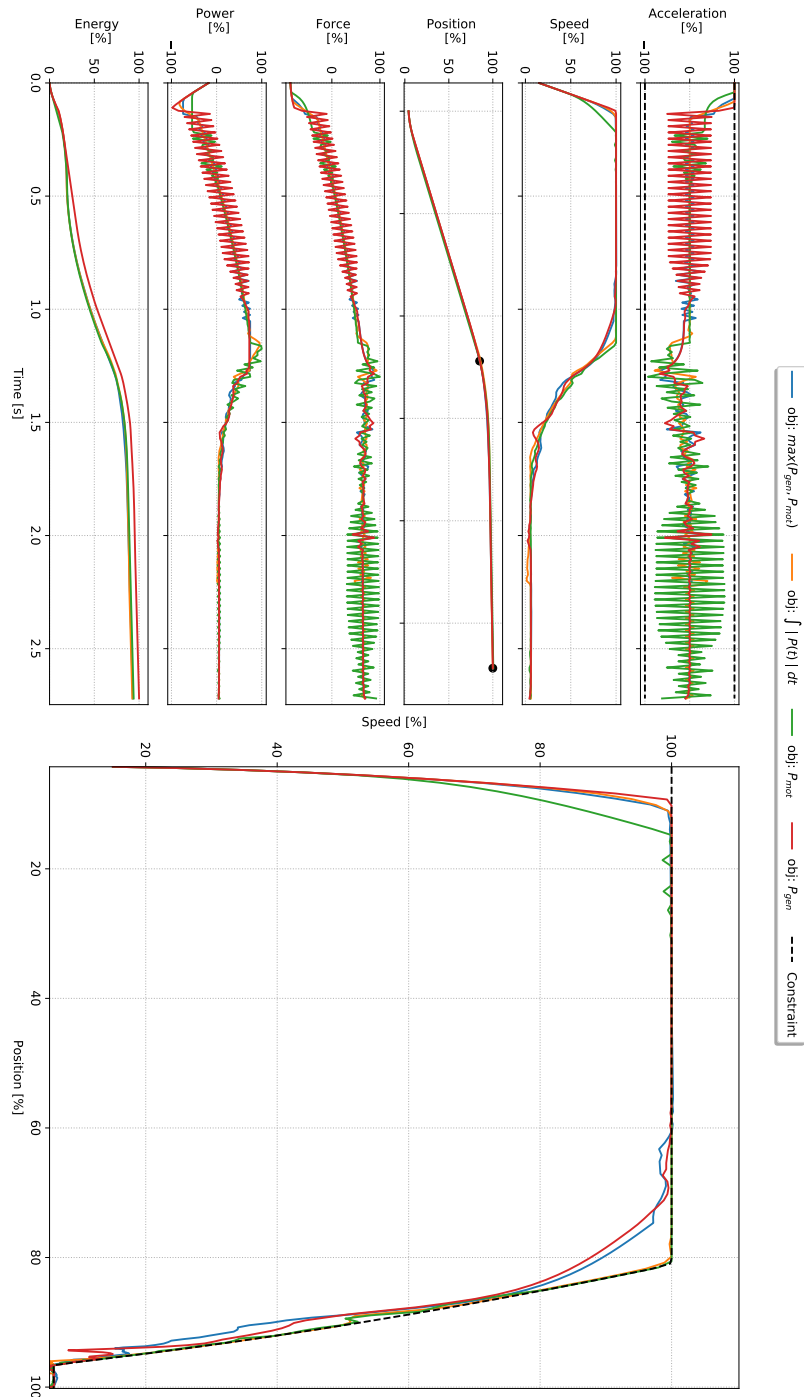 Energy
[%]
0
50
100
Power
[%]
−100
0
100
Force
[%]
0
100
Position
[%]
0
50
100
Speed
[%]
0
50
100
Acceleration
[%]
−100
0
100
0.0
0.5
1.0
1.5
2.0
2.5
Time [s]
obj: max(P_gen, P_mot)
obj: ∫ | P(t) | dt
obj: P_mot
obj: P_gen
Constraint
Speed [%]
20
40
60
80
100
20
40
60
80
100
Position [%]